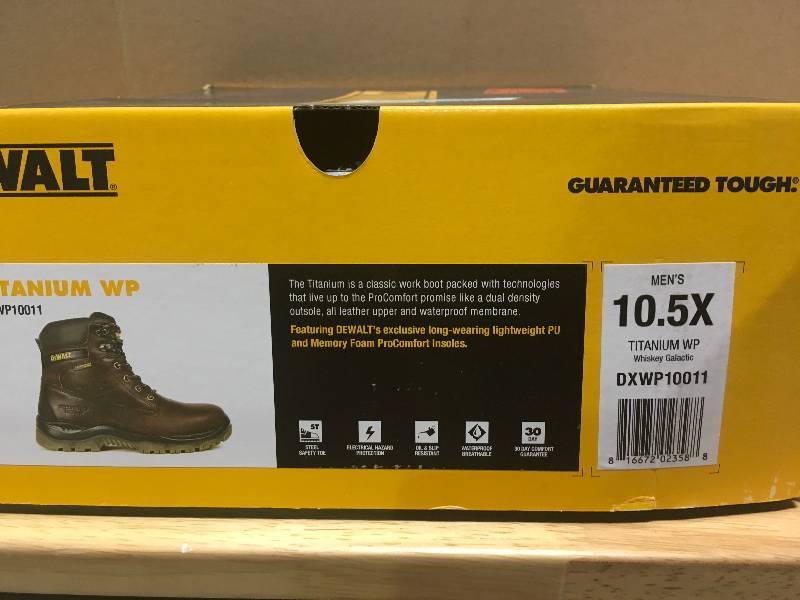 WALT®
GUARANTEED TOUGH.®
TANIUM WP
WP10011
DEWALT
The Titanium is a classic work boot packed with technologies
that live up to the ProComfort promise like a dual density
outsole, all leather upper and waterproof membrane.
Featuring DEWALT's exclusive long-wearing lightweight PU
and Memory Foam ProComfort Insoles.
ST
STEEL
SAFETY TOE
ELECTRICAL HAZARD
PROTECTION
OIL & SLIP
RESISTANT
WATERPROOF
BREATHABLE
30
DAY
30 DAY COMFORT
GUARANTEE
MEN'S
10.5X
TITANIUM WP
Whiskey Galactic
DXWP10011
8 16672 02358 8